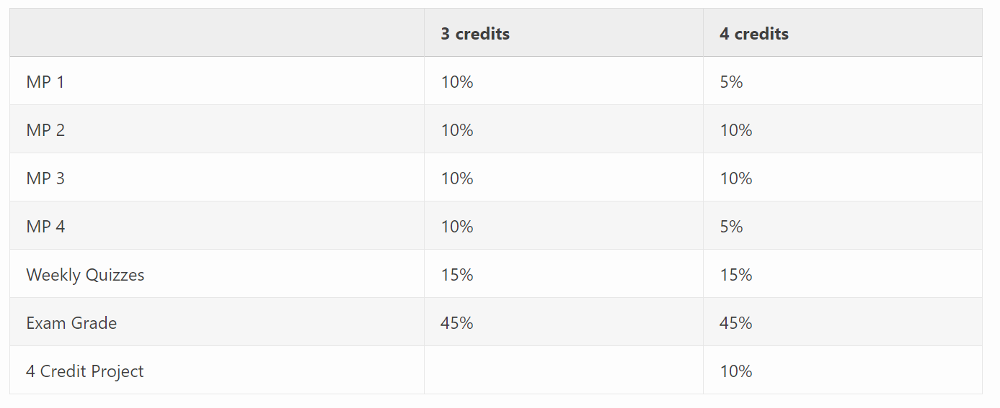 3 credits 4 credits
MP 1 10% 5%
MP 2 10% 10%
MP 3 10% 10%
MP 4 10% 5%
Weekly Quizzes 15% 15%
Exam Grade 45% 45%
4 Credit Project 10%